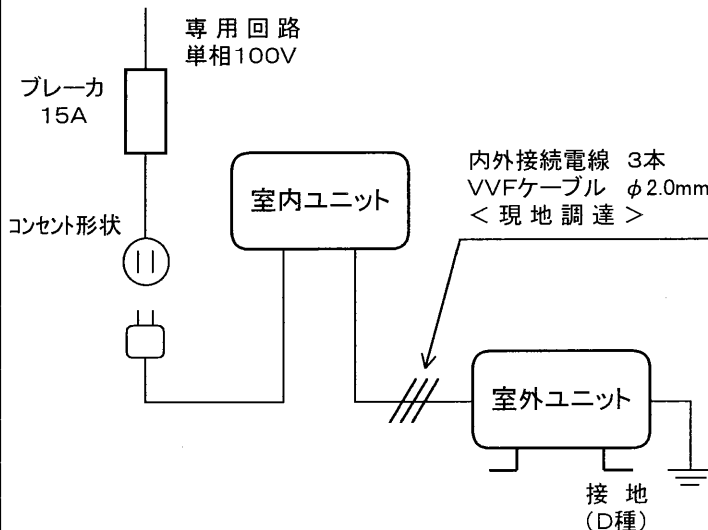 専用回路
単相100V
ブレーカ
15A
コンセント形状
室内ユニット
内外接続電線 3本
VVFケーブル φ2.0mm
<現地調達>
室外ユニット
接地
(D種)